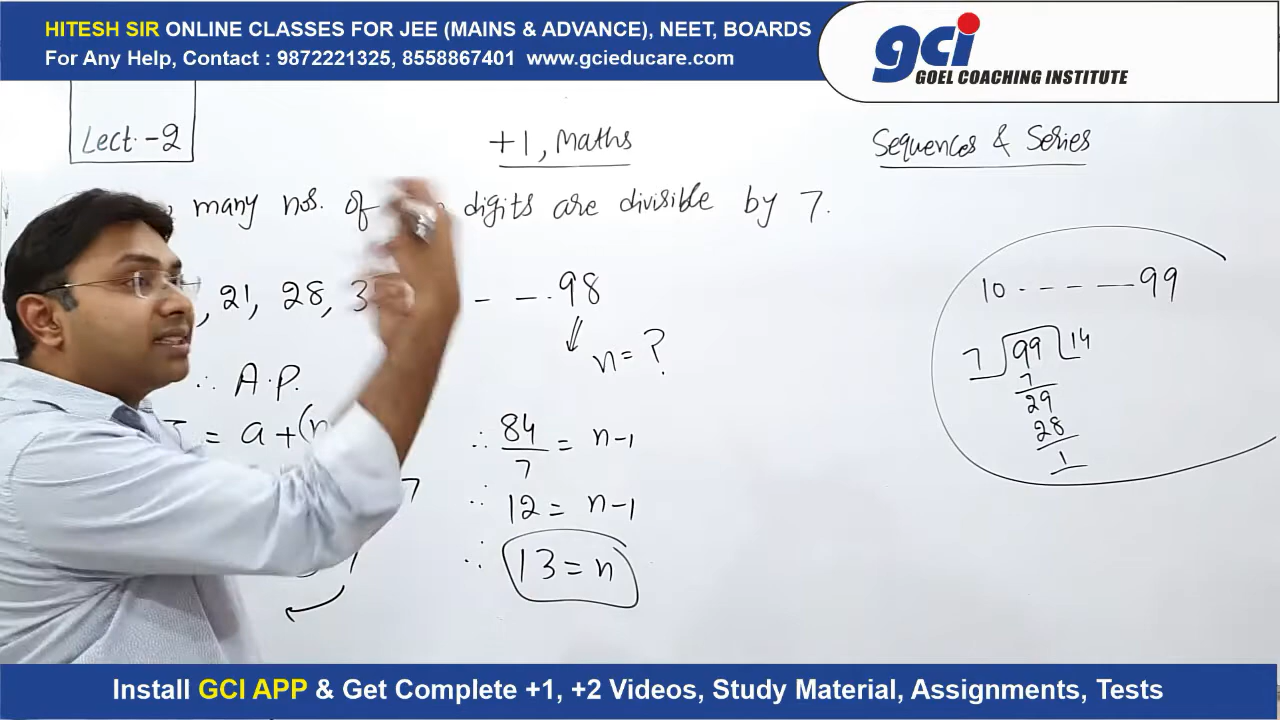 HITESH SIR ONLINE CLASSES FOR JEE (MAINS & ADVANCE), NEET, BOARDS
For Any Help, Contact : 9872221325, 8558867401 www.gcieducare.com
gci
GOEL COACHING INSTITUTE
Lect. -2
+1, Maths
Sequences & Series
many nos. of digits are divisible by 7.
, 21, 28, 3 - - . 98
n = ?
10 - - - - — 99
7 99 14
7
29
28
1
∴ A.P.
= a + (n
7
∴ 84/7 = n-1
∴ 12 = n-1
∴ 13 = n
Install GCI APP & Get Complete +1, +2 Videos, Study Material, Assignments, Tests